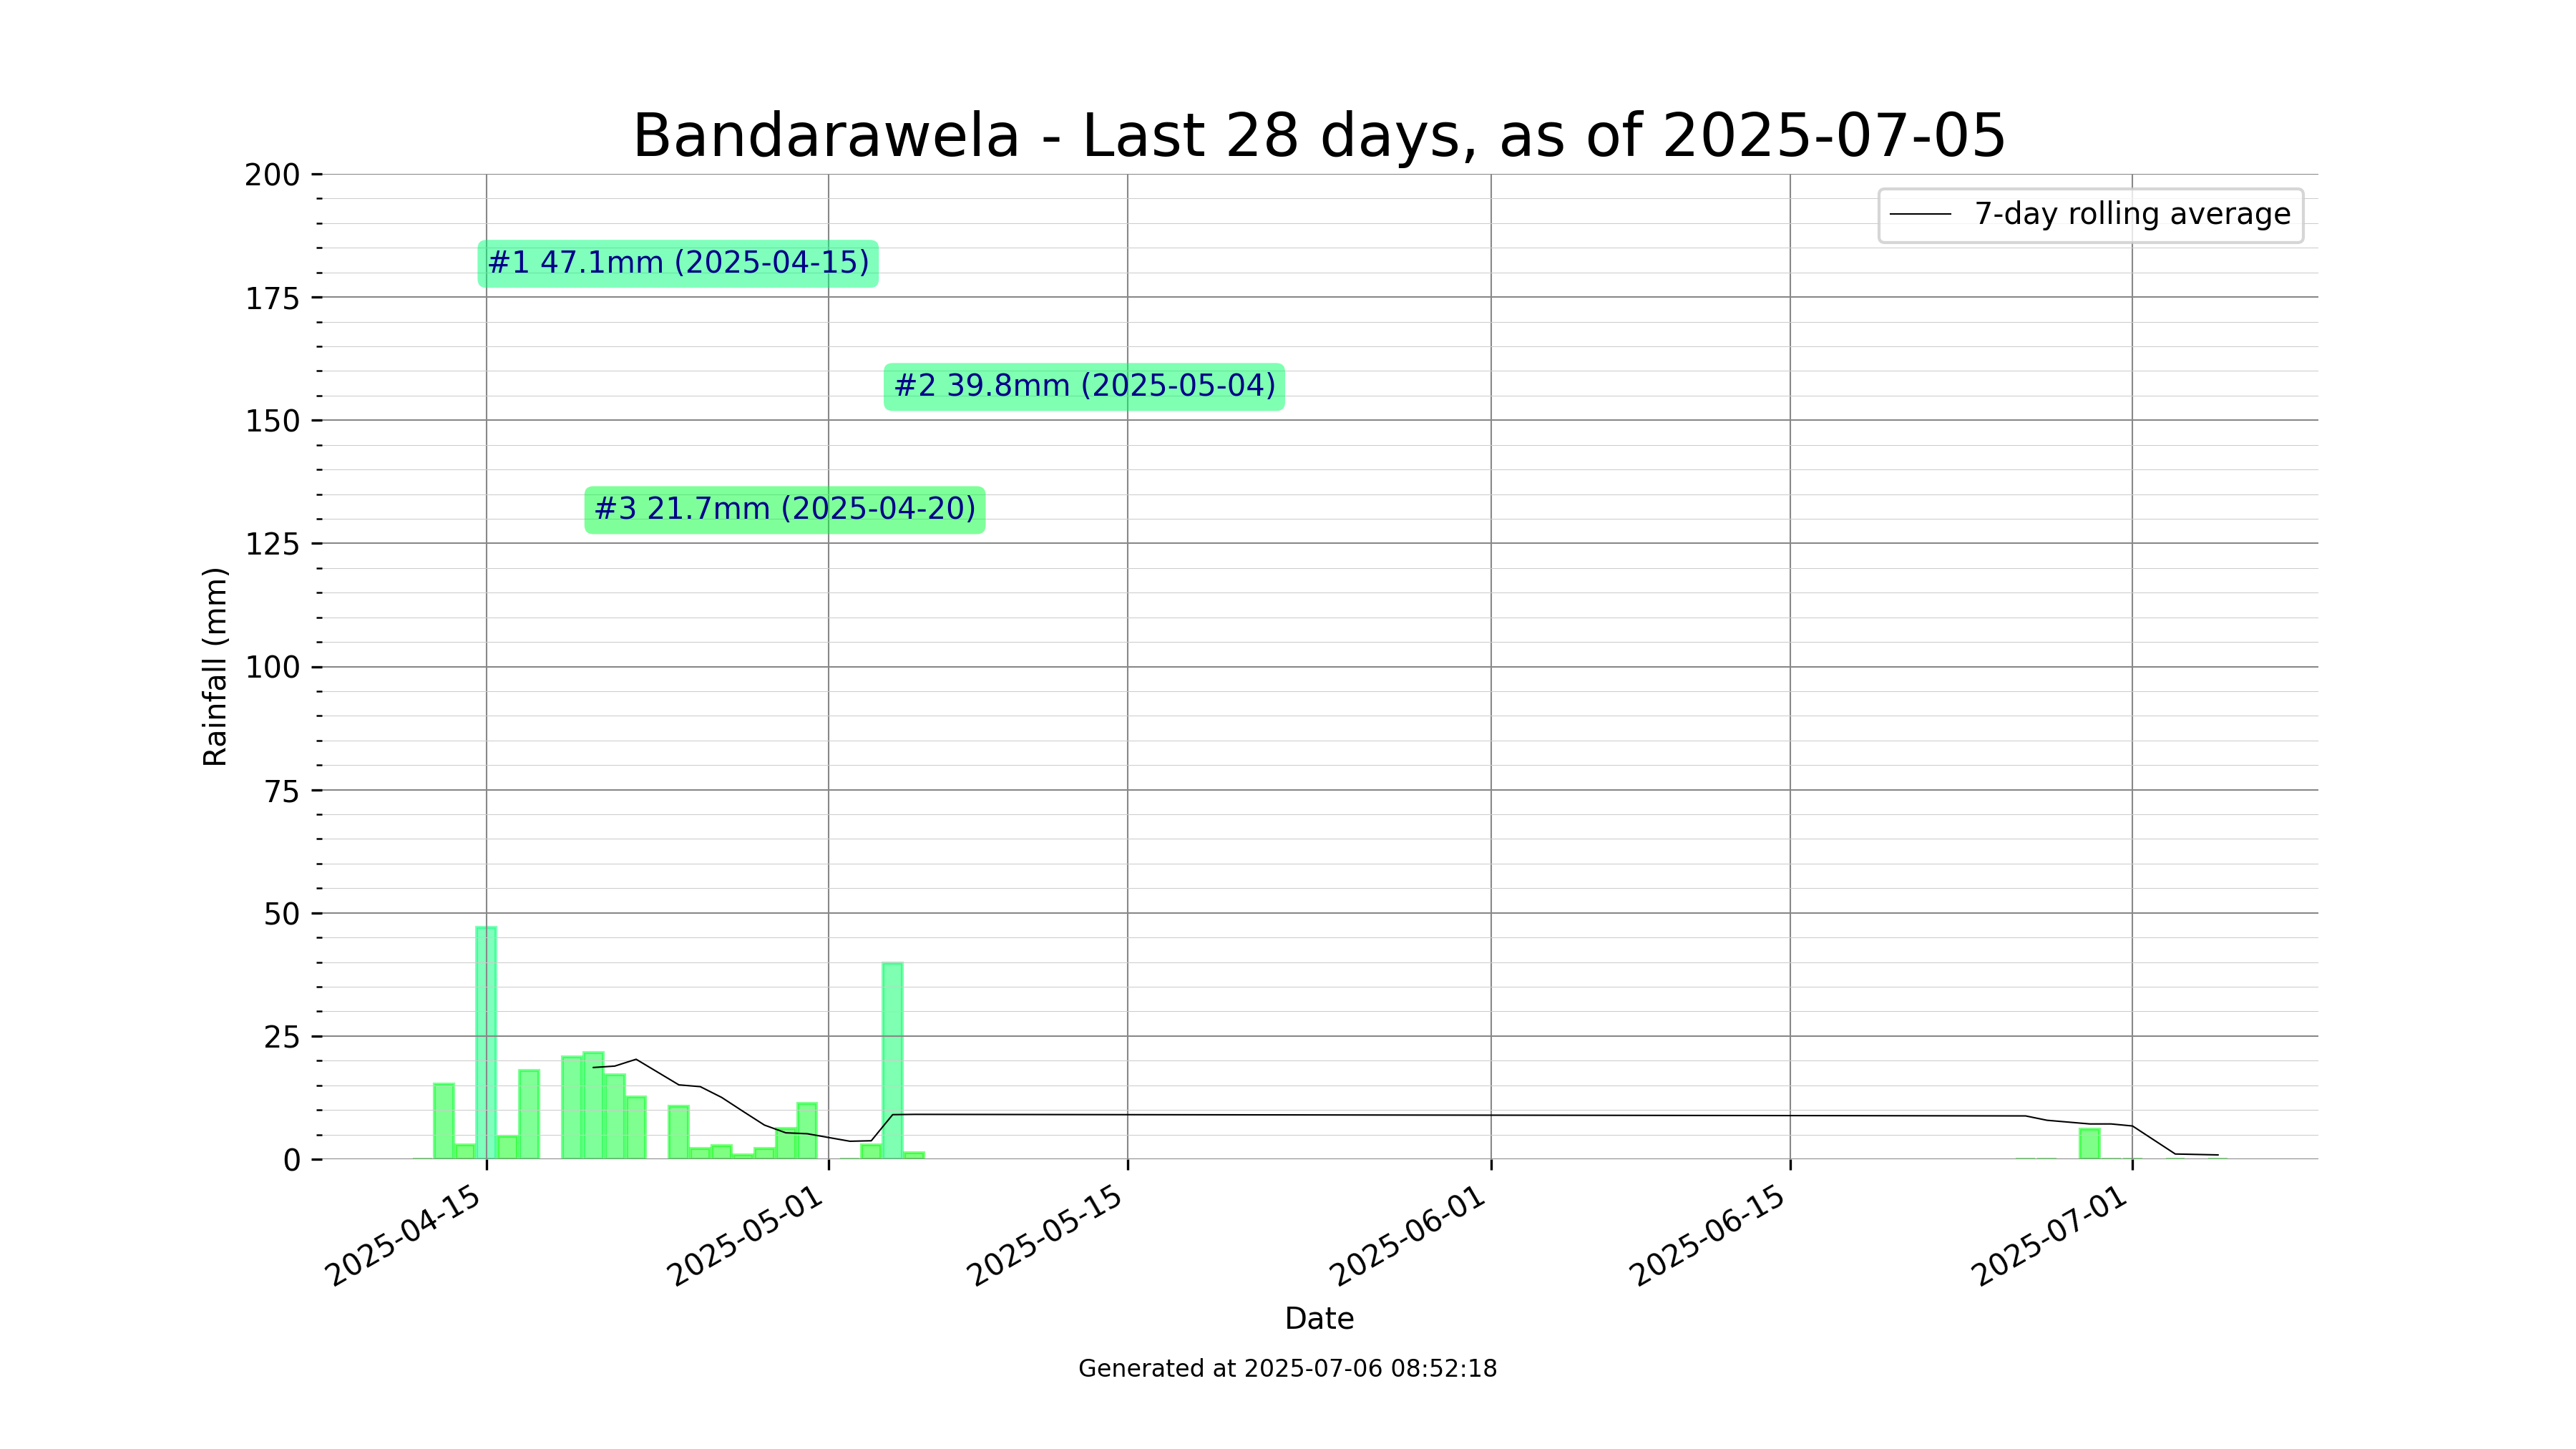 Bandarawela - Last 28 days, as of 2025-07-05
200
175
150
125
100
75
50
25
0
Rainfall (mm)
7-day rolling average
#1 47.1mm (2025-04-15)
#2 39.8mm (2025-05-04)
#3 21.7mm (2025-04-20)
2025-04-15
2025-05-01
2025-05-15
2025-06-01
2025-06-15
2025-07-01
Date
Generated at 2025-07-06 08:52:18